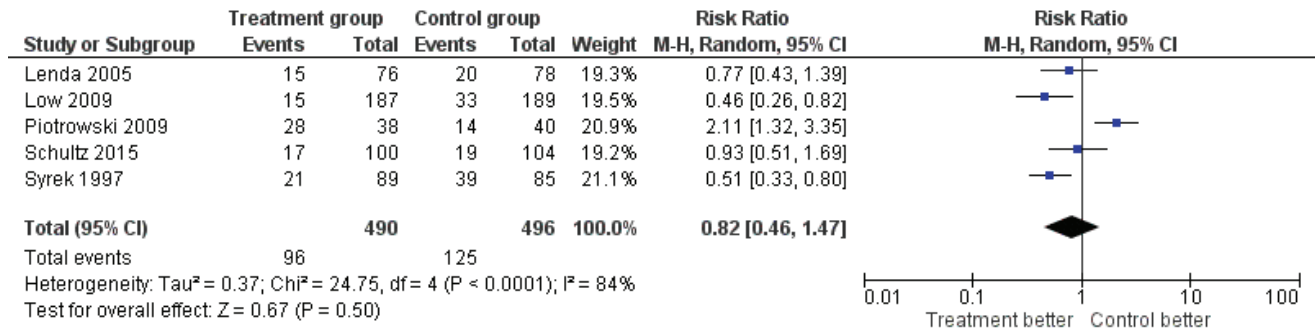 Treatment group Control group Risk Ratio Risk Ratio
Study or Subgroup Events Total Events Total Weight M-H, Random, 95% CI M-H, Random, 95% CI
Lenda 2005 15 76 20 78 19.3% 0.77 [0.43, 1.39]
Low 2009 15 187 33 189 19.5% 0.46 [0.26, 0.82]
Piotrowski 2009 28 38 14 40 20.9% 2.11 [1.32, 3.35]
Schultz 2015 17 100 19 104 19.2% 0.93 [0.51, 1.69]
Syrek 1997 21 89 39 85 21.1% 0.51 [0.33, 0.80]
Total (95% CI) 490 496 100.0% 0.82 [0.46, 1.47]
Total events 96 125
Heterogeneity: Tau² = 0.37; Chi² = 24.75, df = 4 (P < 0.0001); I² = 84%
Test for overall effect: Z = 0.67 (P = 0.50)
0.01 0.1 1 10 100
Treatment better Control better